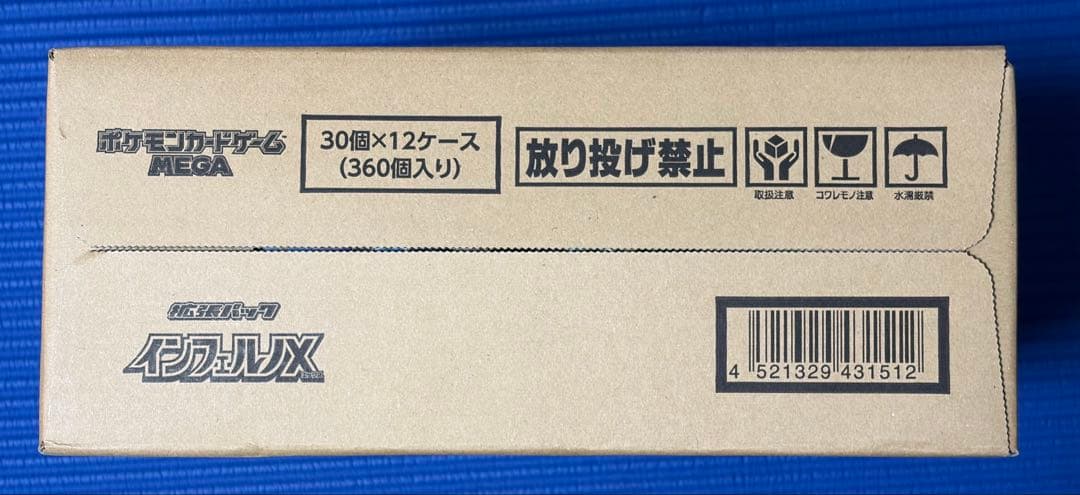 ポケモンカードゲーム
MEGA
30個×12ケース
(360個入り)
放り投げ禁止
取扱注意
コワレモノ注意
水濡厳禁
拡張パック
インフェルノX
4 521329 431512